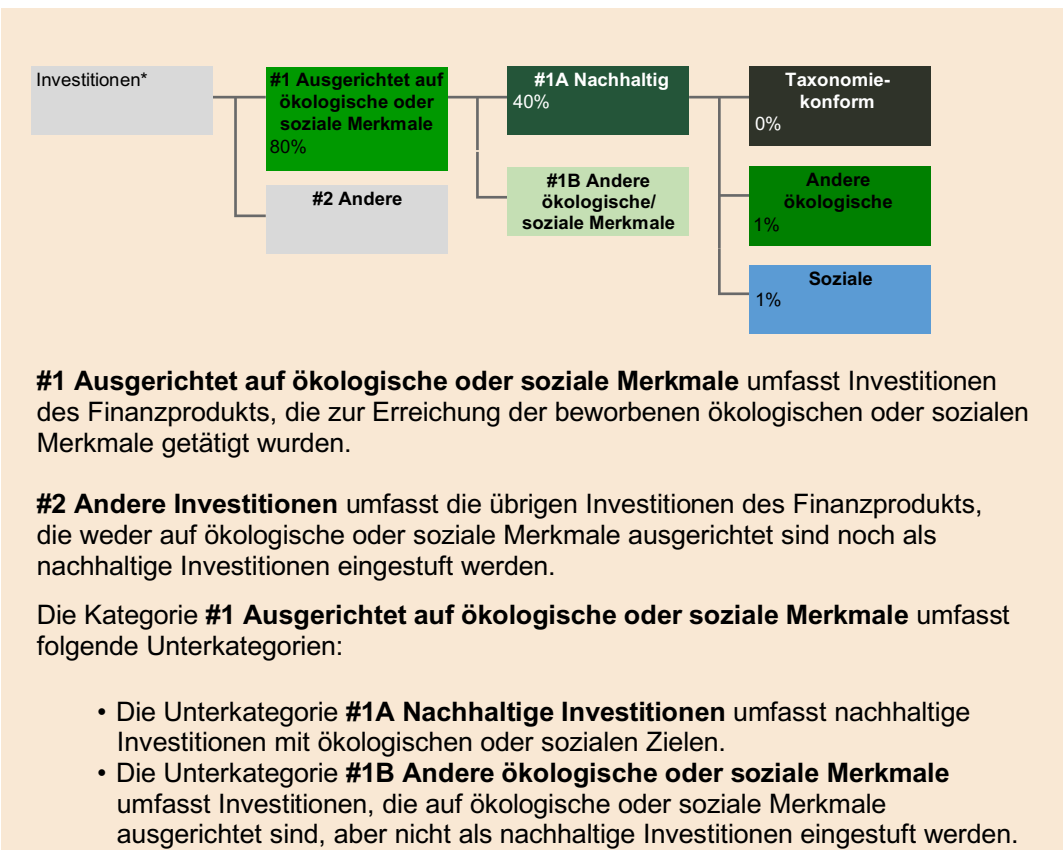 Investitionen*
#1 Ausgerichtet auf
ökologische oder
soziale Merkmale
80%
#2 Andere
#1A Nachhaltig
40%
#1B Andere
ökologische/
soziale Merkmale
Taxonomie-
konform
0%
Andere
ökologische
1%
Soziale
1%
#1 Ausgerichtet auf ökologische oder soziale Merkmale umfasst Investitionen
des Finanzprodukts, die zur Erreichung der beworbenen ökologischen oder sozialen
Merkmale getätigt wurden.
#2 Andere Investitionen umfasst die übrigen Investitionen des Finanzprodukts,
die weder auf ökologische oder soziale Merkmale ausgerichtet sind noch als
nachhaltige Investitionen eingestuft werden.
Die Kategorie #1 Ausgerichtet auf ökologische oder soziale Merkmale umfasst
folgende Unterkategorien:
• Die Unterkategorie #1A Nachhaltige Investitionen umfasst nachhaltige
Investitionen mit ökologischen oder sozialen Zielen.
• Die Unterkategorie #1B Andere ökologische oder soziale Merkmale
umfasst Investitionen, die auf ökologische oder soziale Merkmale
ausgerichtet sind, aber nicht als nachhaltige Investitionen eingestuft werden.